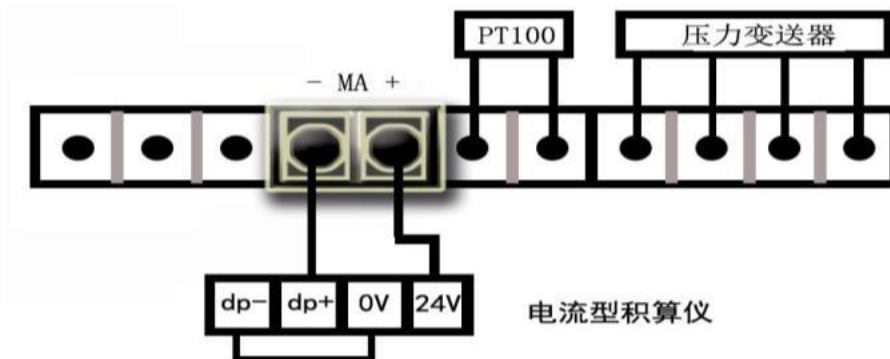 PT100
压力变送器
- MA +
dp-
dp+
0V
24V
电流型积算仪